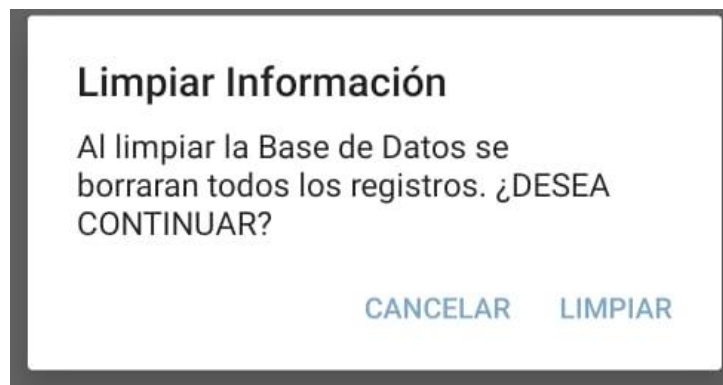 Limpiar Información
Al limpiar la Base de Datos se
borraran todos los registros. ¿DESEA
CONTINUAR?
CANCELAR LIMPIAR